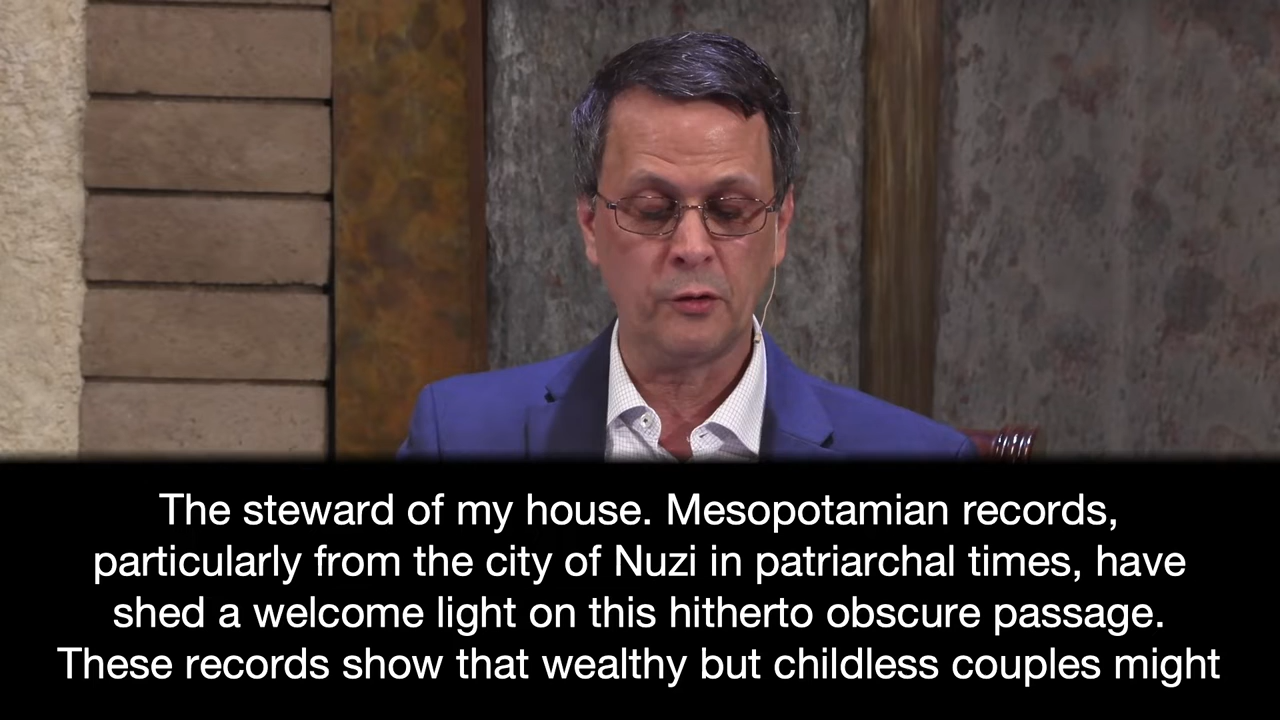 The steward of my house. Mesopotamian records,
particularly from the city of Nuzi in patriarchal times, have
shed a welcome light on this hitherto obscure passage.
These records show that wealthy but childless couples might